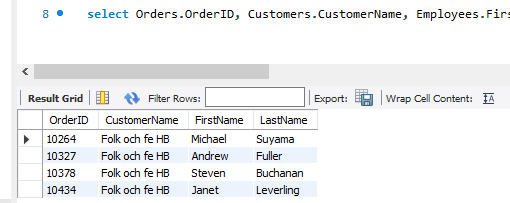 8 select Orders.OrderID, Customers.CustomerName, Employees.Firs
Result Grid Filter Rows: Export: Wrap Cell Content: IA
OrderID CustomerName FirstName LastName
10264 Folk och fe HB Michael Suyama
10327 Folk och fe HB Andrew Fuller
10378 Folk och fe HB Steven Buchanan
10434 Folk och fe HB Janet Leverling